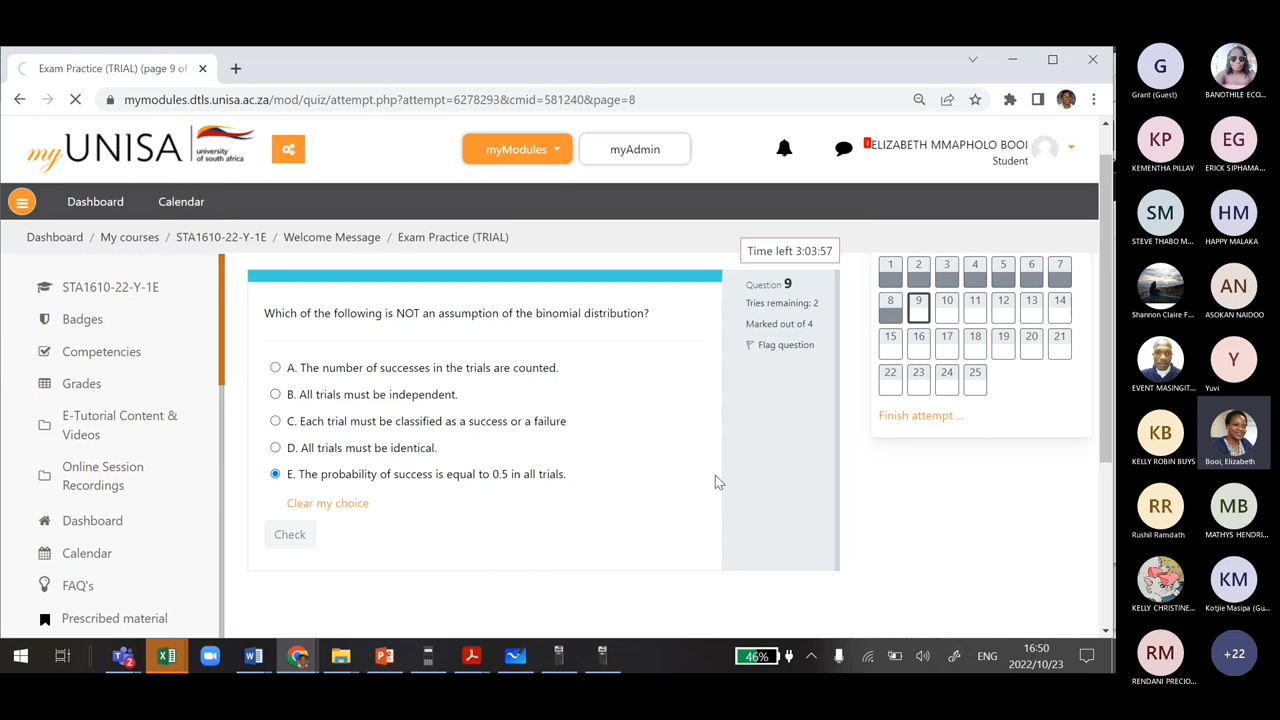 Exam Practice (TRIAL) (page 9 of
mymodules.dtls.unisa.ac.za/mod/quiz/attempt.php?attempt=6278293&cmid=581240&page=8
my UNISA university of south africa
myModules
myAdmin
1
ELIZABETH MMAPHOLO BOOI
Student
Dashboard
Calendar
Dashboard / My courses / STA1610-22-Y-1E / Welcome Message / Exam Practice (TRIAL)
Time left 3:03:57
STA1610-22-Y-1E
Badges
Competencies
Grades
E-Tutorial Content &
Videos
Online Session
Recordings
Dashboard
Calendar
FAQ's
Prescribed material
Which of the following is NOT an assumption of the binomial distribution?
A. The number of successes in the trials are counted.
B. All trials must be independent.
C. Each trial must be classified as a success or a failure
D. All trials must be identical.
E. The probability of success is equal to 0.5 in all trials.
Clear my choice
Check
Question 9
Tries remaining: 2
Marked out of 4
Flag question
1 2 3 4 5 6 7
8 9 10 11 12 13 14
15 16 17 18 19 20 21
22 23 24 25
Finish attempt ...
46%
ENG
16:50
2022/10/23
G
Grant (Guest)
BANOTHILE ECO...
KP
KEMENTHA PILLAY
EG
ERICK SIPHAMA...
SM
STEVE THABO M...
HM
HAPPY MALAKA
Shannon Claire F...
AN
ASOKAN NAIDOO
EVENT MASINGIT...
Y
Yuvi
KB
KELLY ROBIN BUYS
Booi, Elizabeth
RR
Rushil Ramdath
MB
MATHYS HENDRI...
KELLY CHRISTINE...
KM
Kotjie Masipa (Gu...
RM
RENDANI PRECIO...
+22